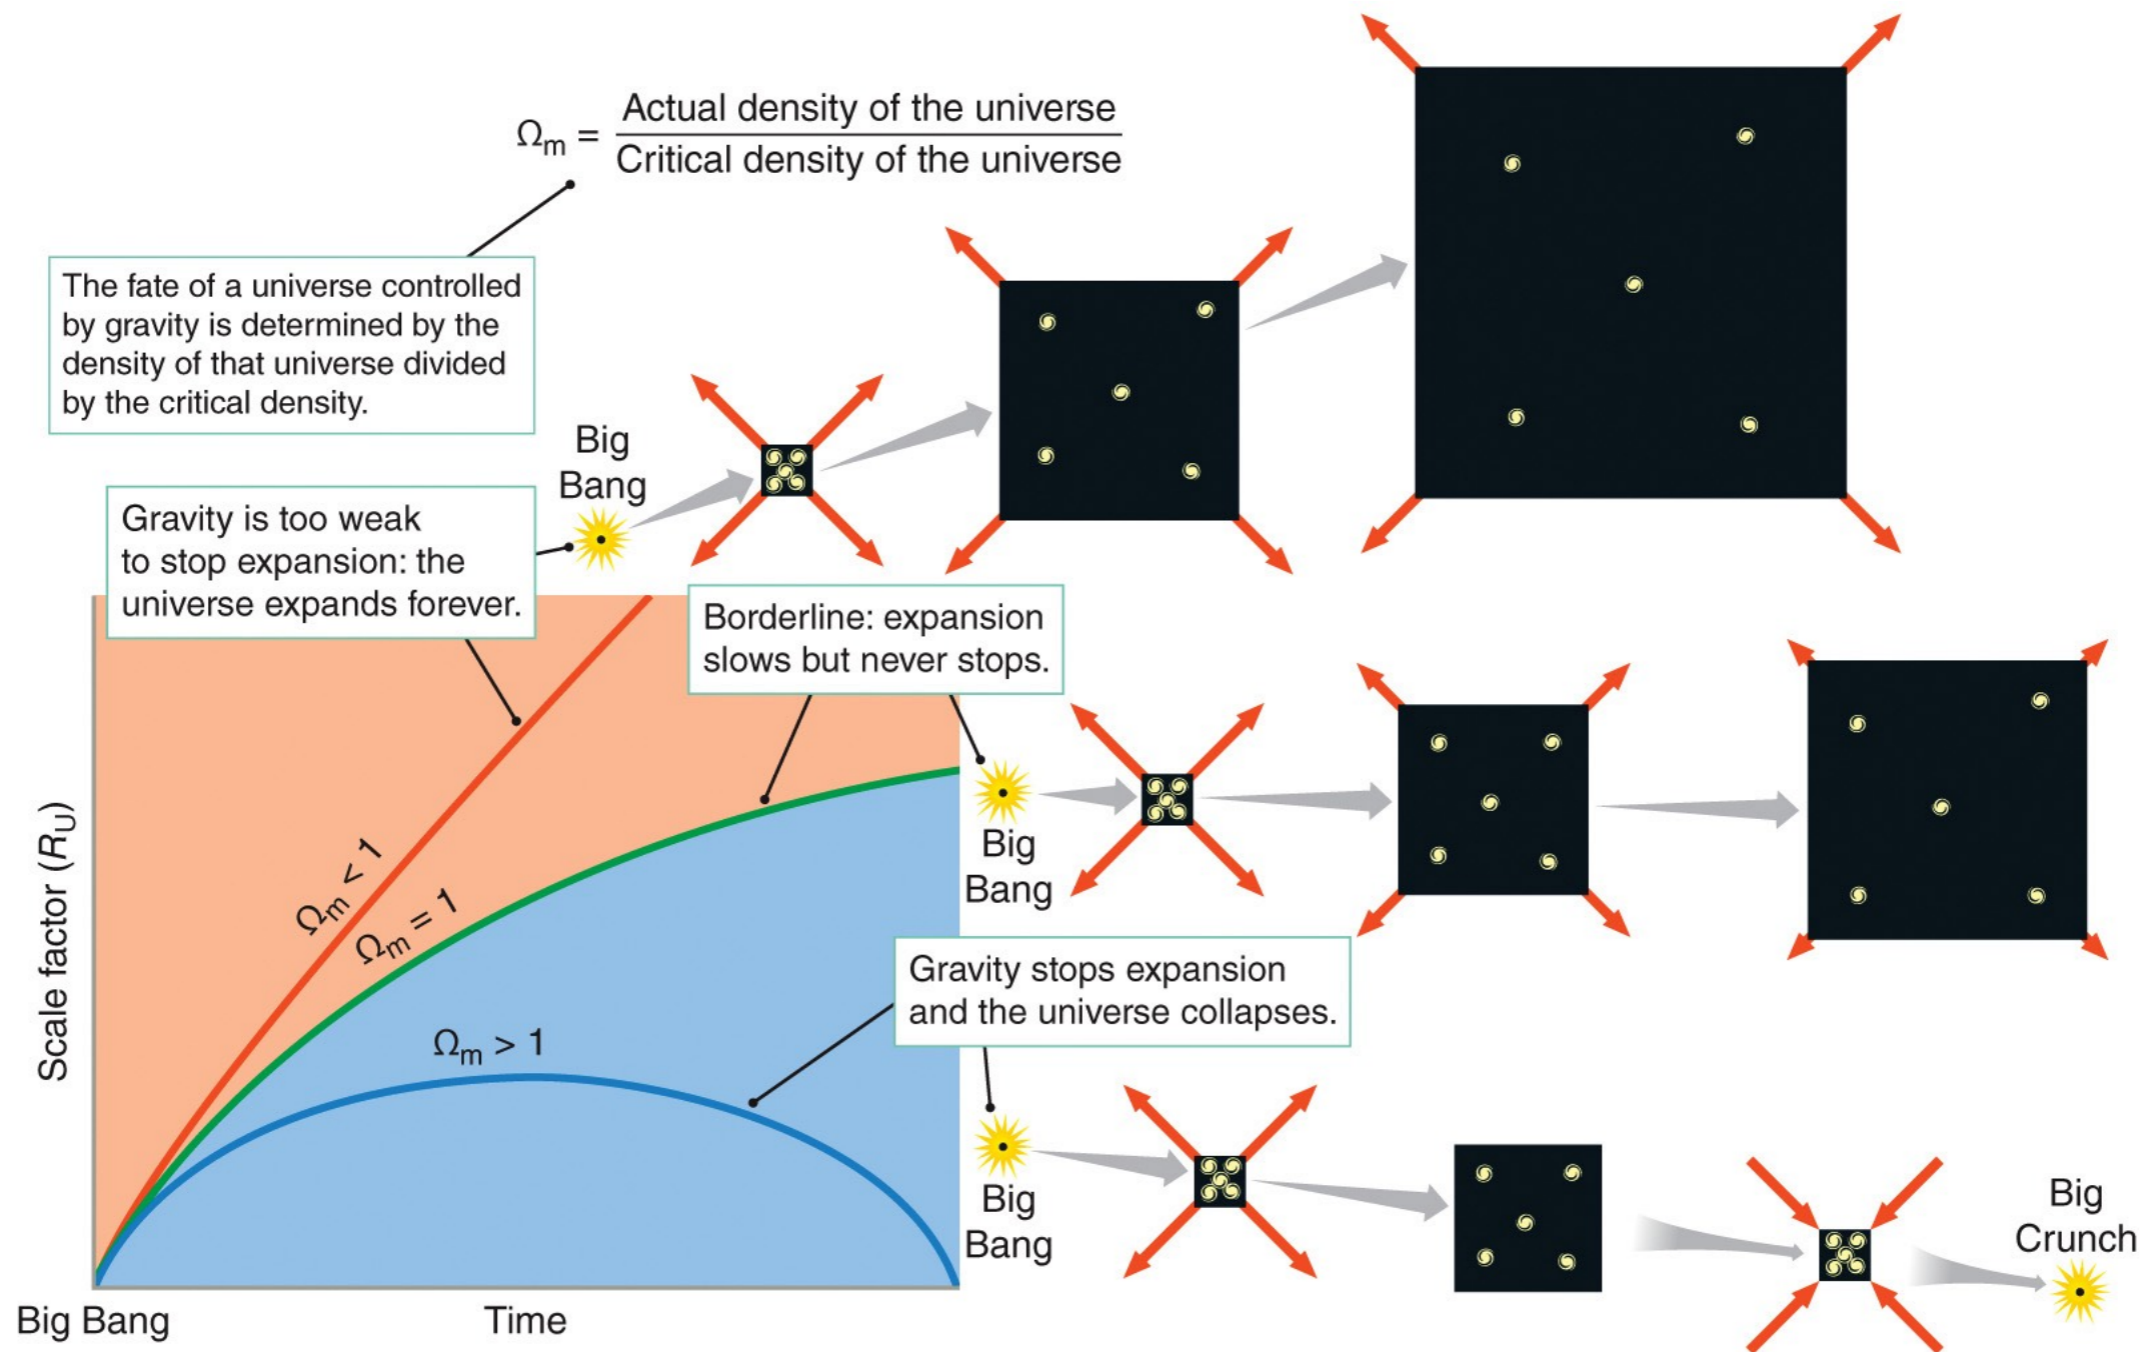 Ωm = Actual density of the universe
Critical density of the universe
The fate of a universe controlled
by gravity is determined by the
density of that universe divided
by the critical density.
Big
Bang
Gravity is too weak
to stop expansion: the
universe expands forever.
Borderline: expansion
slows but never stops.
Big
Bang
Gravity stops expansion
and the universe collapses.
Big
Bang
Big
Crunch
Scale factor (RU)
Ωm < 1
Ωm = 1
Ωm > 1
Big Bang
Time